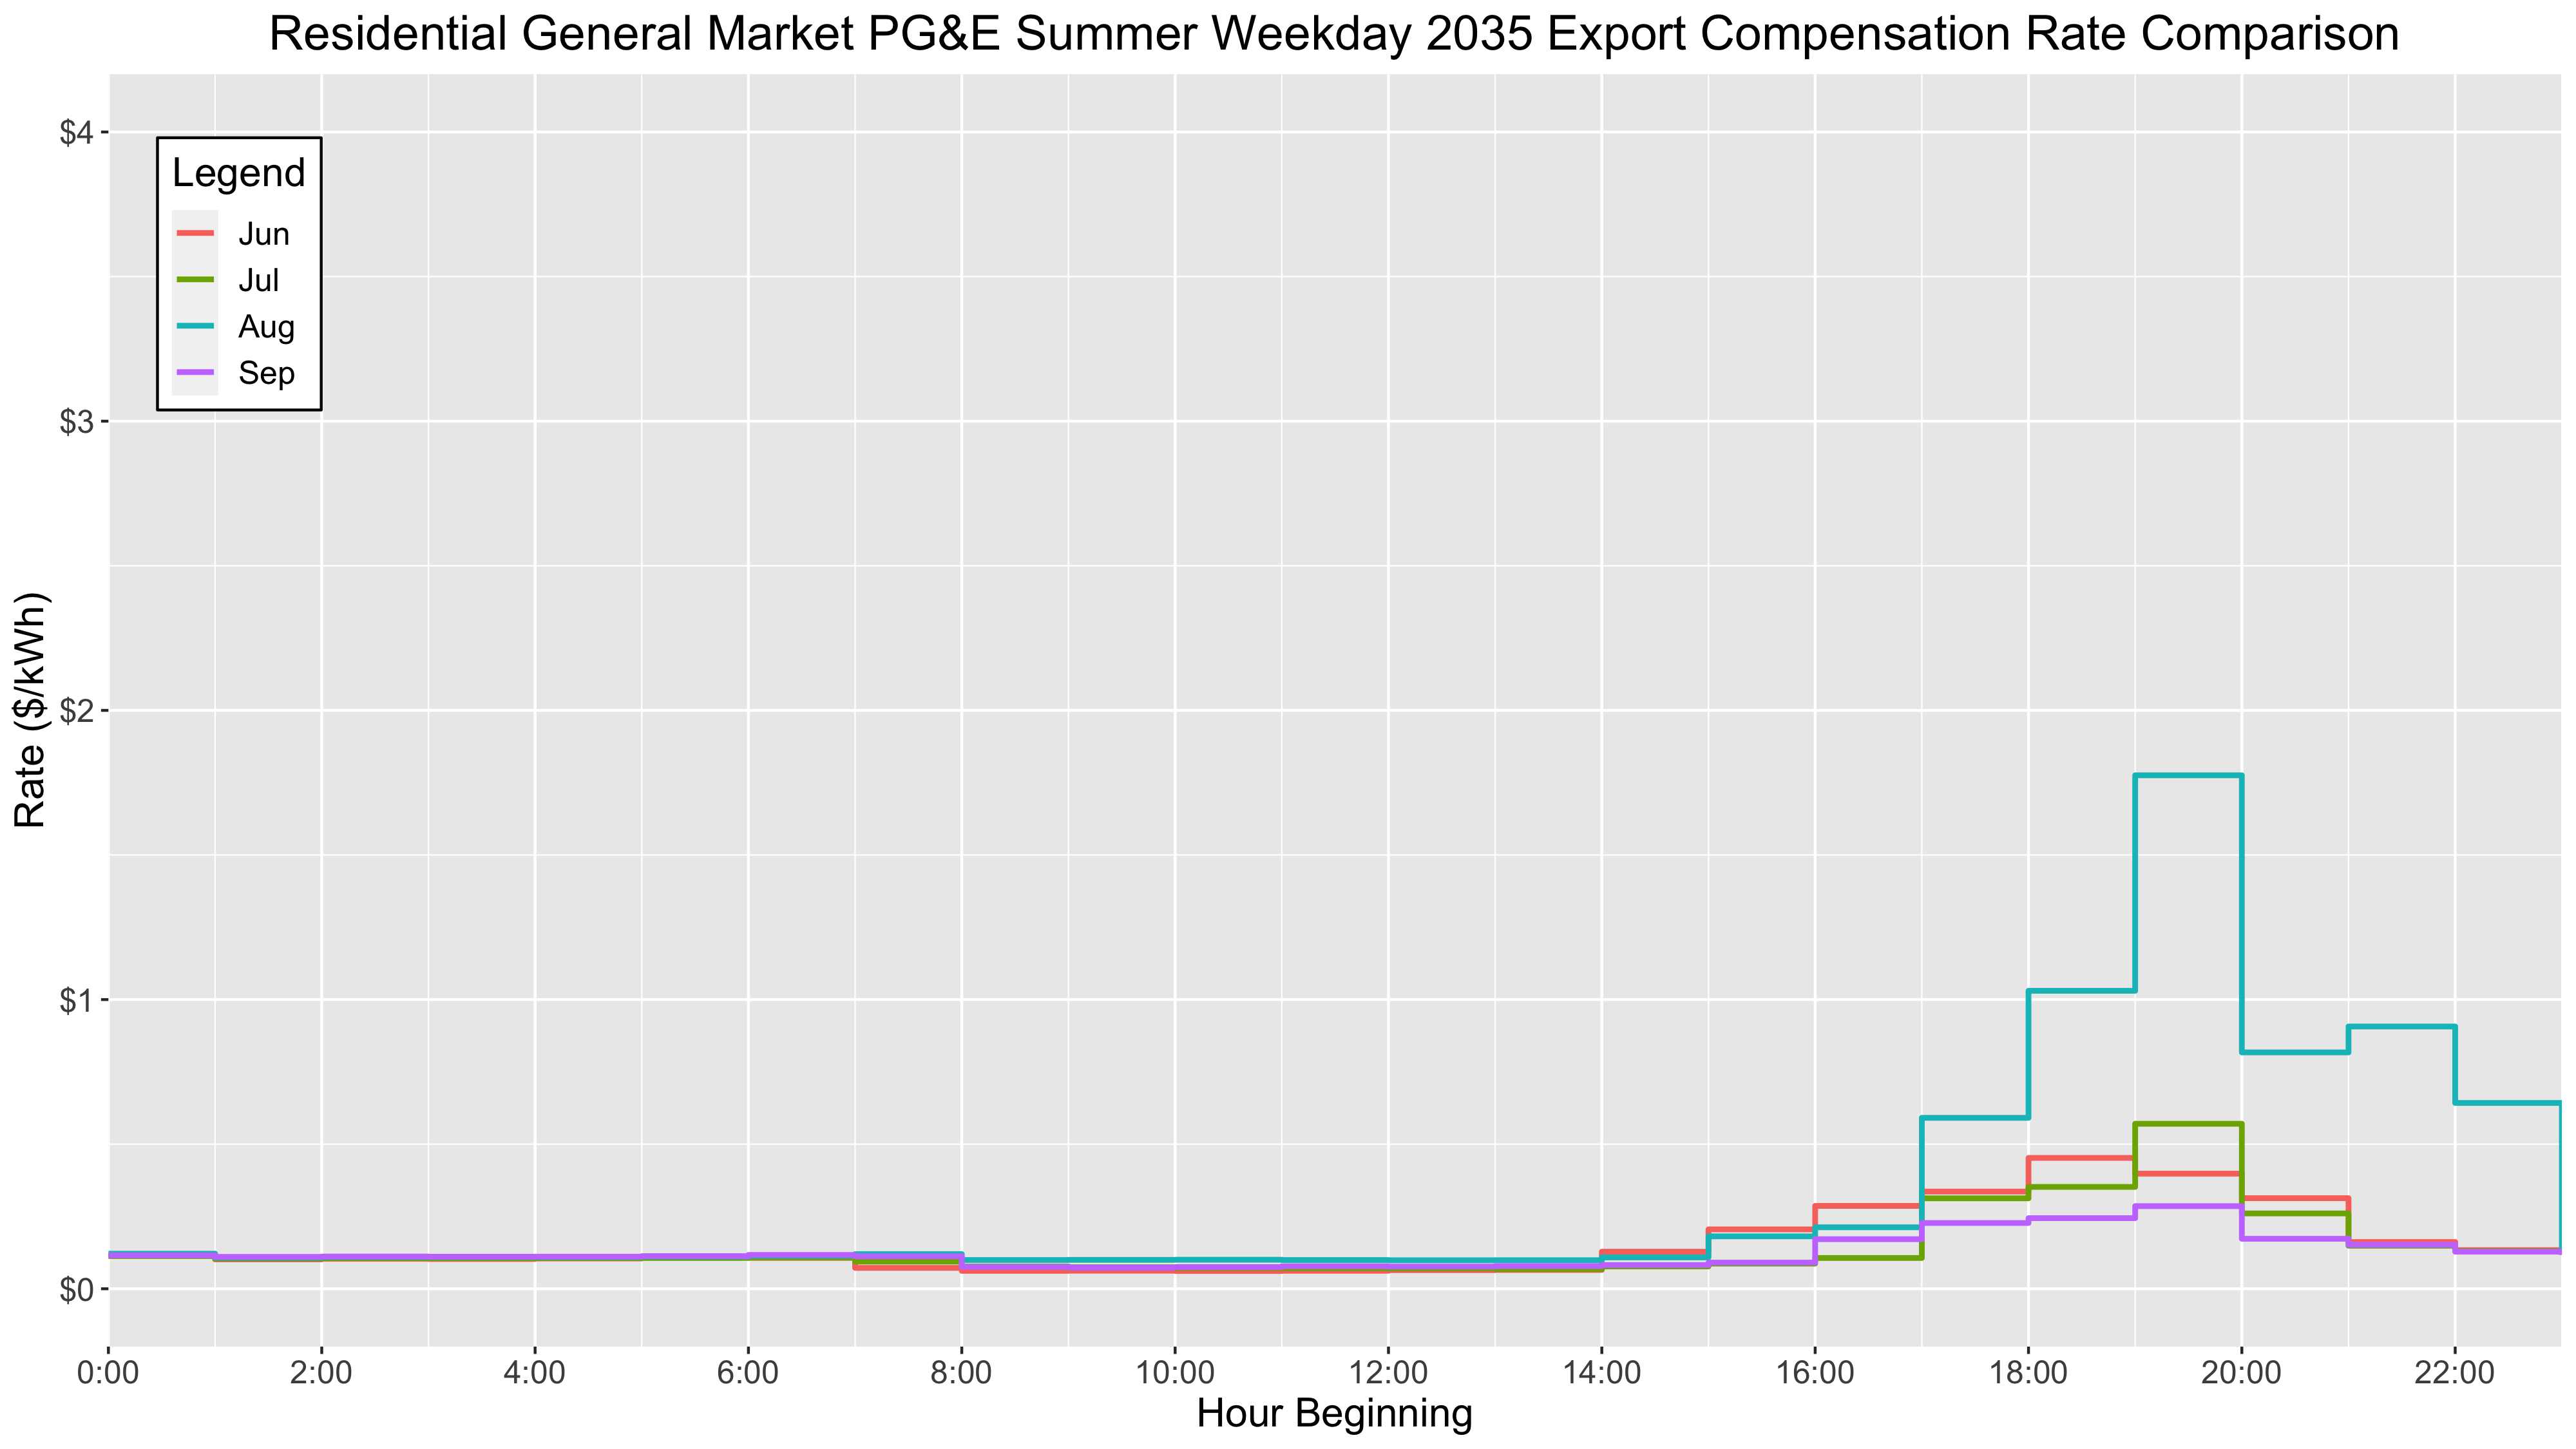 Residential General Market PG&E Summer Weekday 2035 Export Compensation Rate Comparison
Legend
Jun
Jul
Aug
Sep
Rate ($/kWh)
$4
$3
$2
$1
$0
0:00 2:00 4:00 6:00 8:00 10:00 12:00 14:00 16:00 18:00 20:00 22:00
Hour Beginning